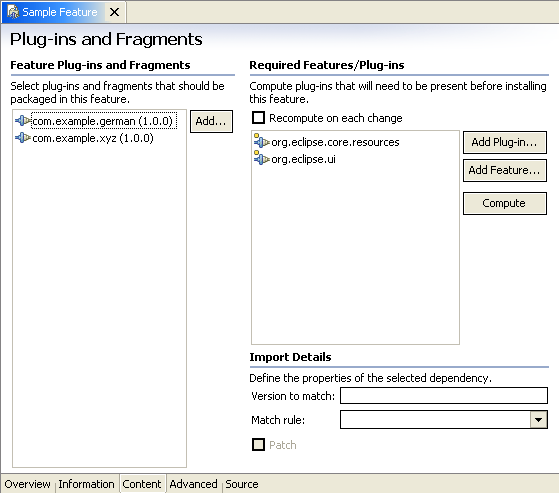 Sample Feature
Plug-ins and Fragments
Feature Plug-ins and Fragments
Select plug-ins and fragments that should be
packaged in this feature.
com.example.german (1.0.0)
com.example.xyz (1.0.0)
Add...
Required Features/Plug-ins
Compute plug-ins that will need to be present before installing
this feature.
Recompute on each change
org.eclipse.core.resources
org.eclipse.ui
Add Plug-in...
Add Feature...
Compute
Import Details
Define the properties of the selected dependency.
Version to match:
Match rule:
Patch
Overview Information Content Advanced Source